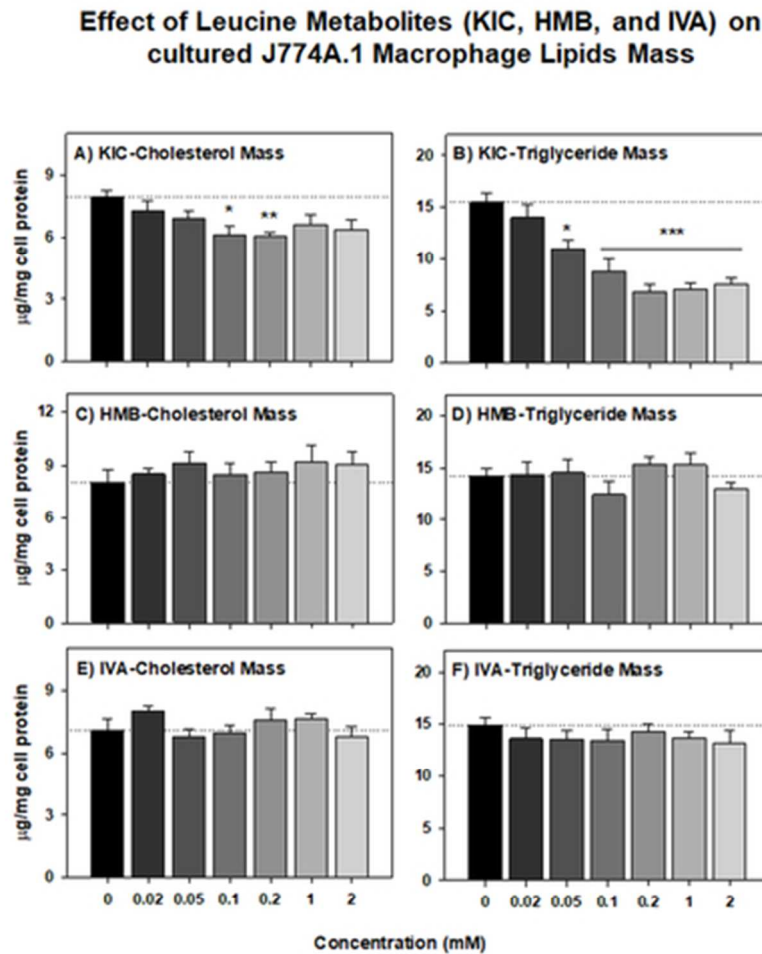 Effect of Leucine Metabolites (KIC, HMB, and IVA) on
cultured J774A.1 Macrophage Lipids Mass
A) KIC-Cholesterol Mass
µg/mg cell protein
9
6
3
0
* **
B) KIC-Triglyceride Mass
20
15
10
5
0
* ***
C) HMB-Cholesterol Mass
µg/mg cell protein
12
9
6
3
0
D) HMB-Triglyceride Mass
20
15
10
5
0
E) IVA-Cholesterol Mass
µg/mg cell protein
9
6
3
0
0 0.02 0.05 0.1 0.2 1 2
F) IVA-Triglyceride Mass
20
15
10
5
0
0 0.02 0.05 0.1 0.2 1 2
Concentration (mM)